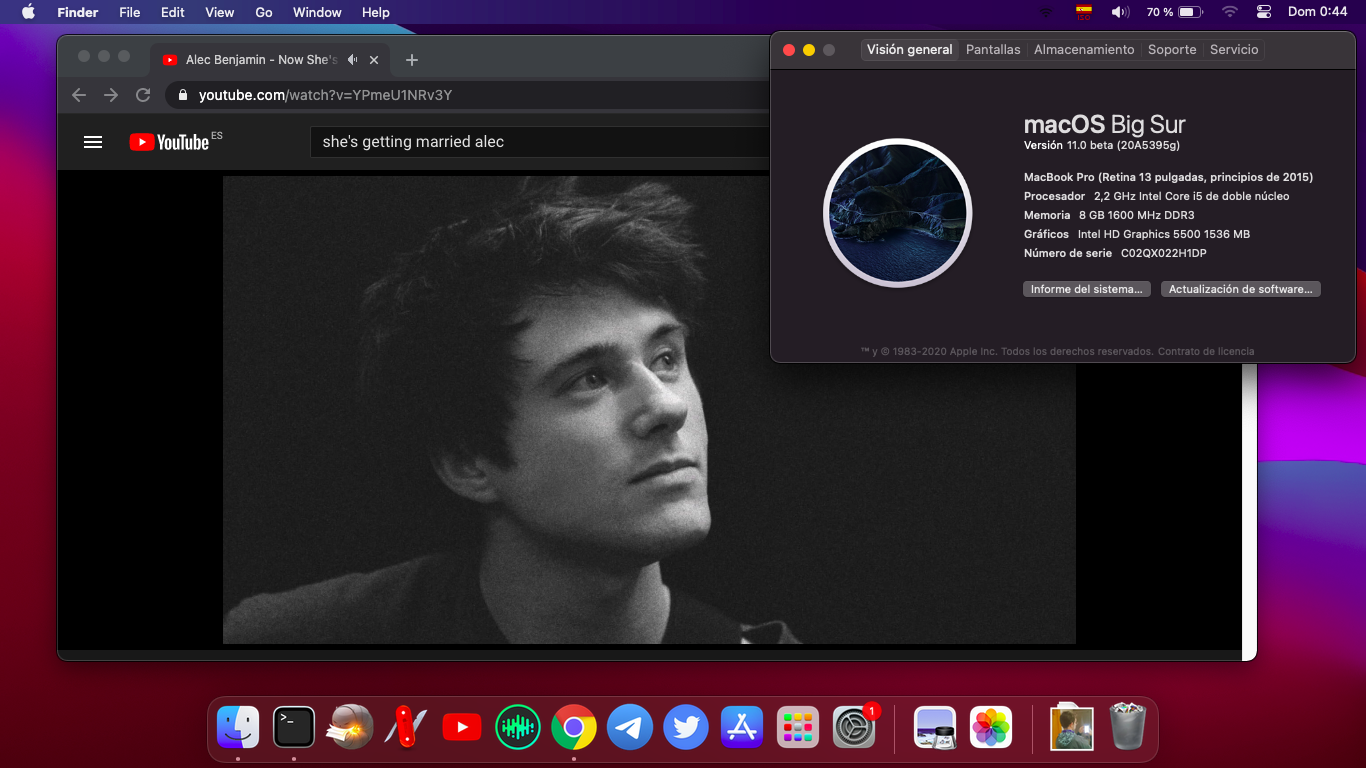 Finder File Edit View Go Window Help
ISO
70 % Dom 0:44
Alec Benjamin - Now She's
youtube.com/watch?v=YPmeU1NRv3Y
YouTube ES
she's getting married alec
Visión general Pantallas Almacenamiento Soporte Servicio
macOS Big Sur
Versión 11.0 beta (20A5395g)
MacBook Pro (Retina 13 pulgadas, principios de 2015)
Procesador 2,2 GHz Intel Core i5 de doble núcleo
Memoria 8 GB 1600 MHz DDR3
Gráficos Intel HD Graphics 5500 1536 MB
Número de serie C02QX022H1DP
Informe del sistema... Actualización de software...
™ y © 1983-2020 Apple Inc. Todos los derechos reservados. Contrato de licencia
>_
1